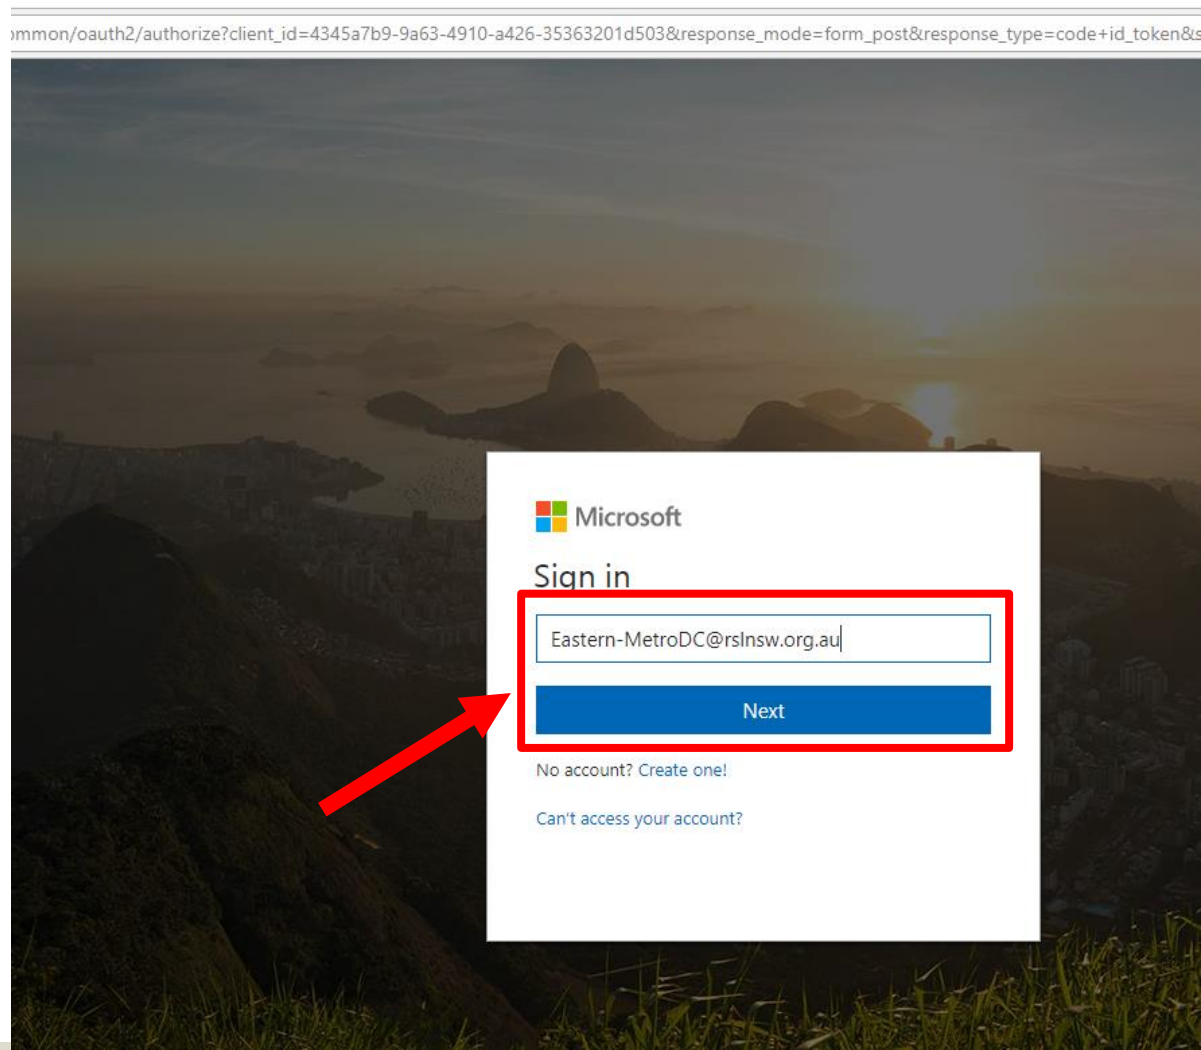 ommon/oauth2/authorize?client_id=4345a7b9-9a63-4910-a426-35363201d503&response_mode=form_post&response_type=code+id_token&s
Microsoft
Sign in
Eastern-MetroDC@rslnsw.org.au
Next
No account? Create one!
Can't access your account?